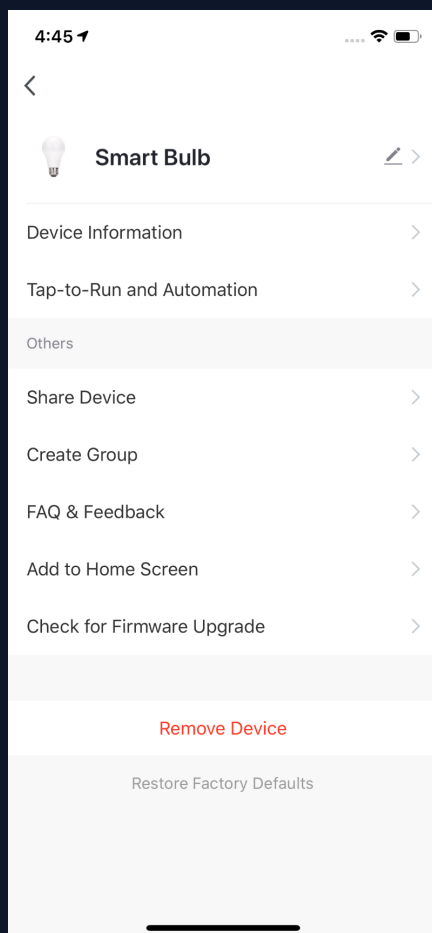 4:45
Smart Bulb
Device Information
Tap-to-Run and Automation
Others
Share Device
Create Group
FAQ & Feedback
Add to Home Screen
Check for Firmware Upgrade
Remove Device
Restore Factory Defaults